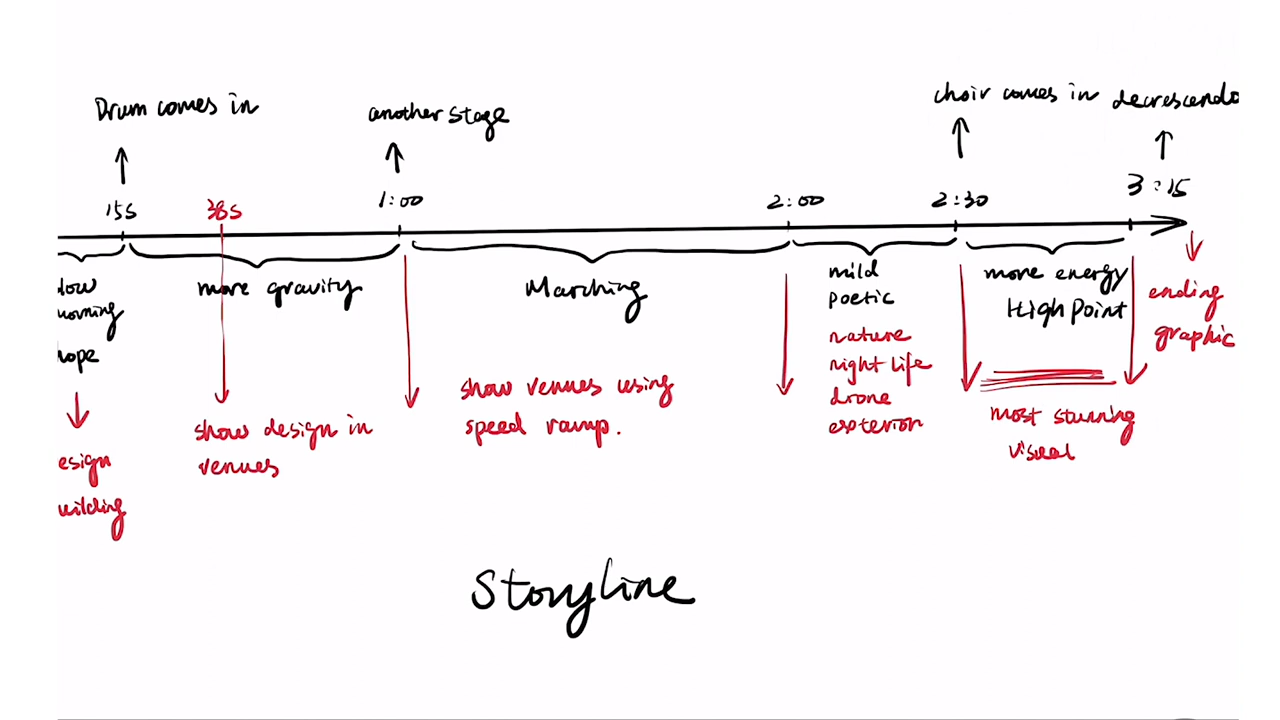 Drum comes in
another stage
choir comes in
decrescendo
15s
38s
1:00
2:00
2:30
3:15
low
orning
hope
esign
uilding
more gravity
show design in
venues
Marching
show venues using
speed ramp.
mild
poetic
nature
night life
drone
exoterion
more energy
High Point
most stunning
visual
ending
graphic
Storyline